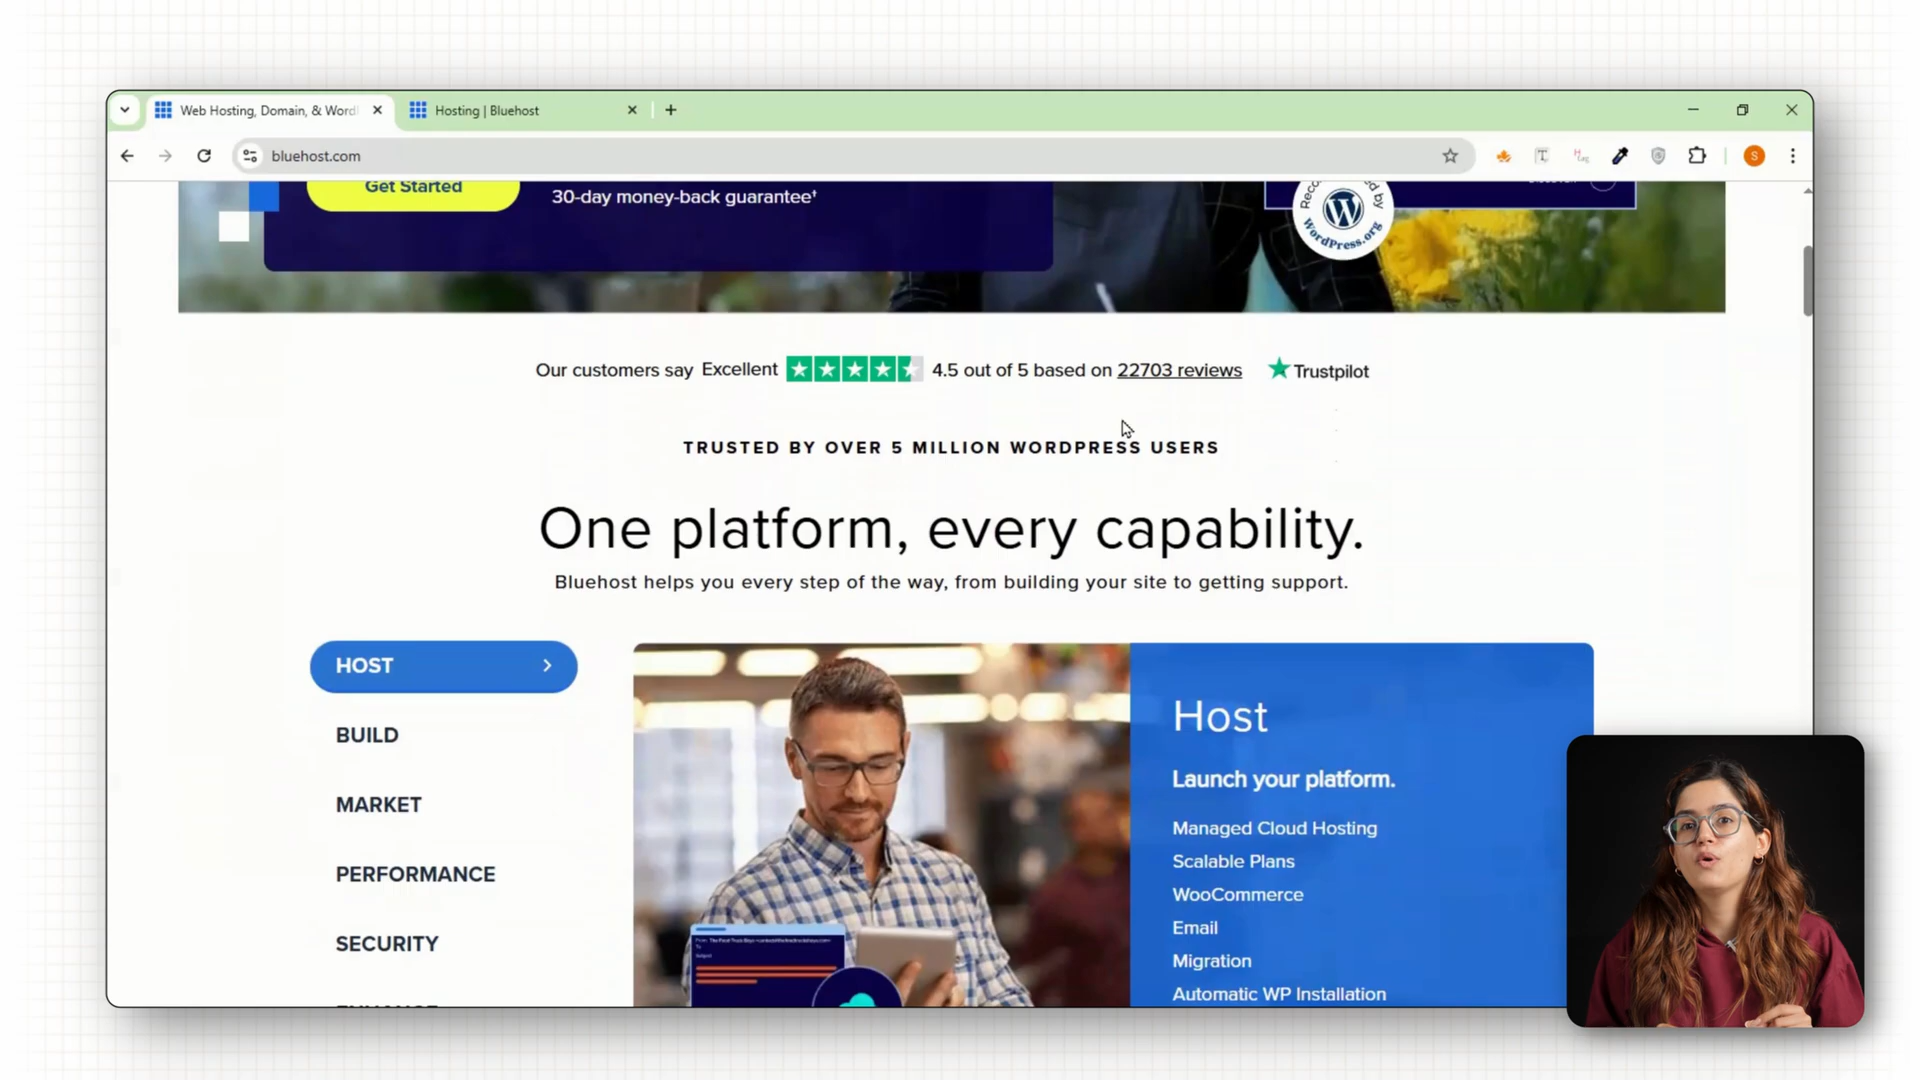 Web Hosting, Domain, & Word
Hosting | Bluehost
bluehost.com
S
Get Started
30-day money-back guarantee†
WordPress.org
Our customers say Excellent 4.5 out of 5 based on 22703 reviews Trustpilot
TRUSTED BY OVER 5 MILLION WORDPRESS USERS
One platform, every capability.
Bluehost helps you every step of the way, from building your site to getting support.
HOST
BUILD
MARKET
PERFORMANCE
SECURITY
Host
Launch your platform.
Managed Cloud Hosting
Scalable Plans
WooCommerce
Email
Migration
Automatic WP Installation